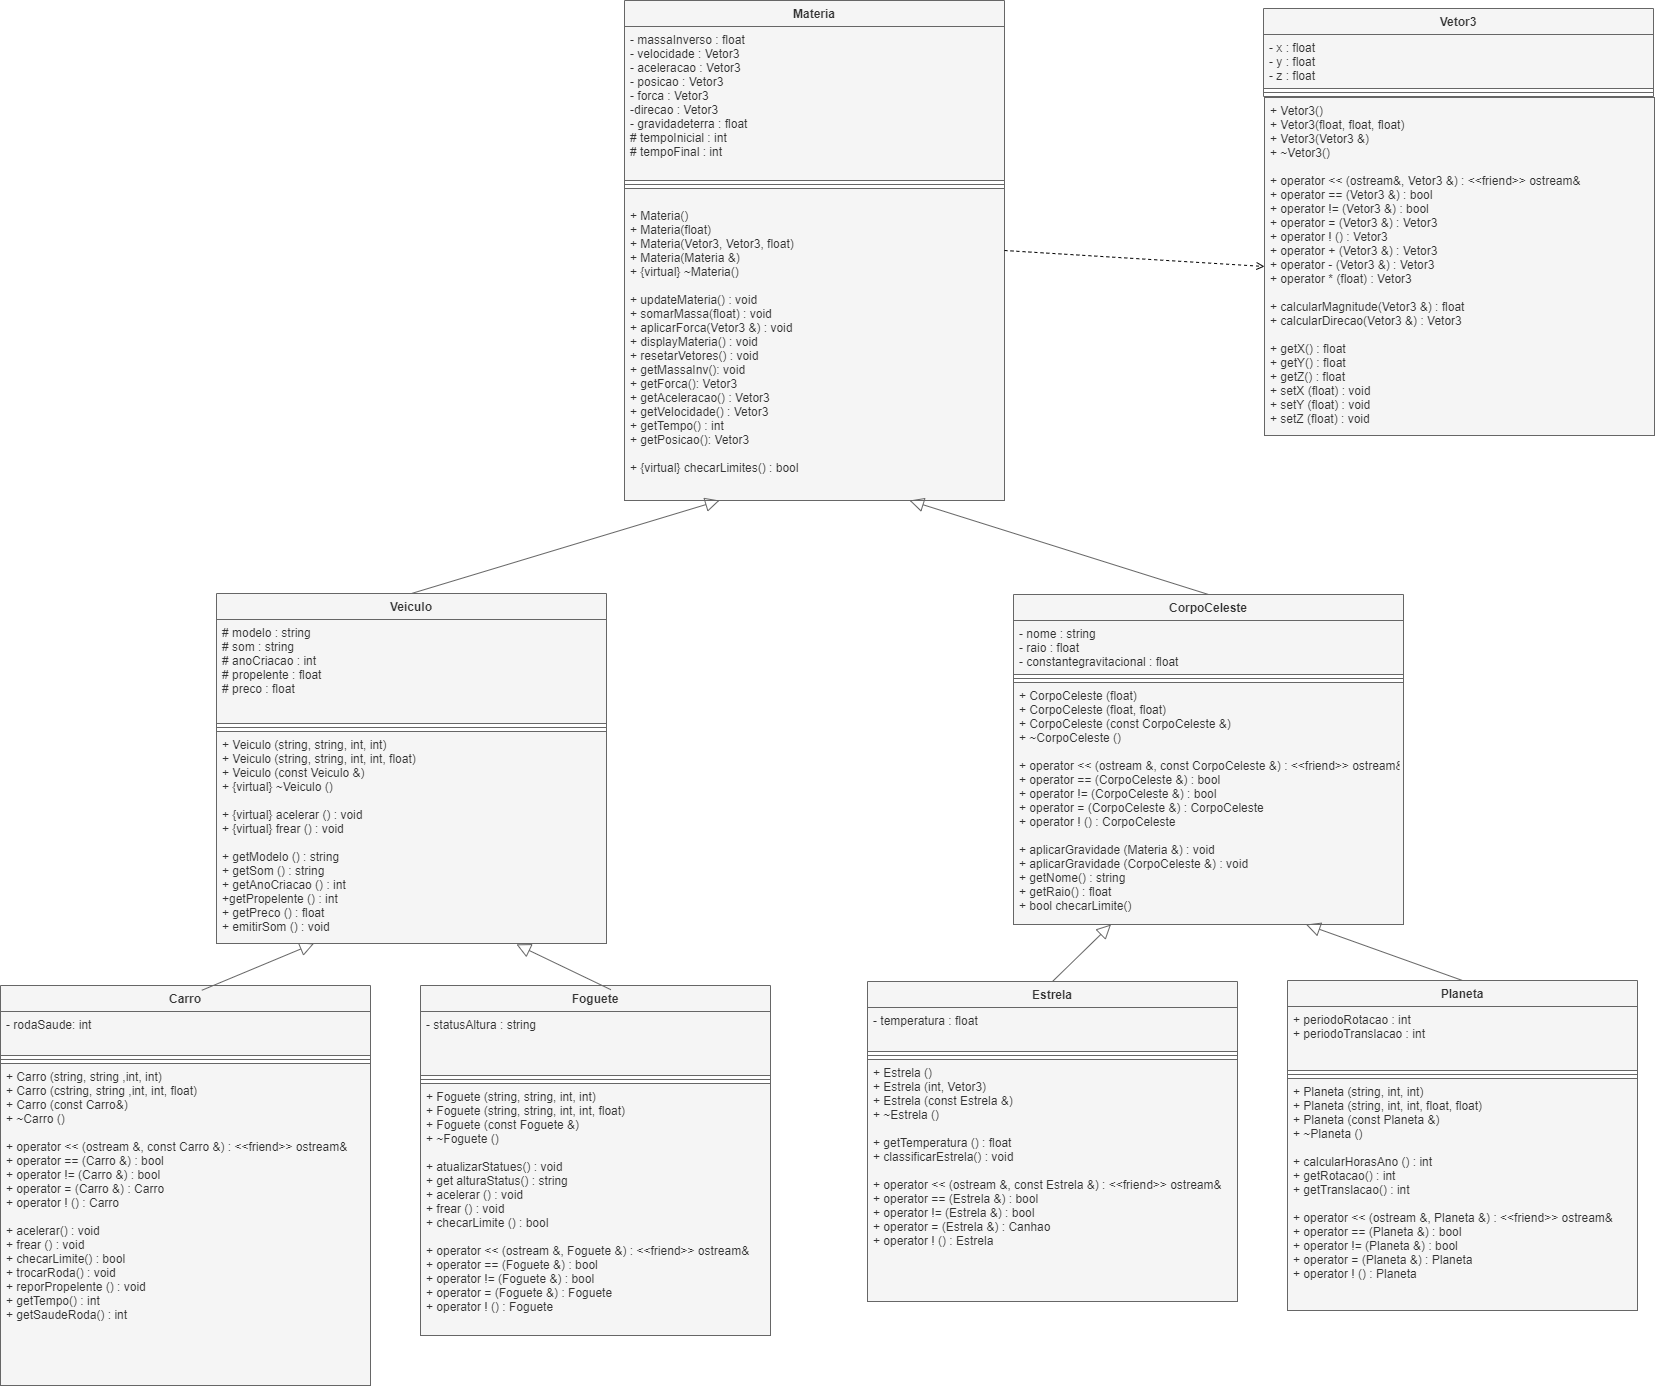 Materia
- massaInverso : float
- velocidade : Vetor3
- aceleracao : Vetor3
- posicao : Vetor3
- forca : Vetor3
-direcao : Vetor3
- gravidadeterra : float
# tempoInicial : int
# tempoFinal : int
+ Materia()
+ Materia(float)
+ Materia(Vetor3, Vetor3, float)
+ Materia(Materia &)
+ {virtual} ~Materia()
+ updateMateria() : void
+ somarMassa(float) : void
+ aplicarForca(Vetor3 &) : void
+ displayMateria() : void
+ resetarVetores() : void
+ getMassaInv(): void
+ getForca(): Vetor3
+ getAceleracao() : Vetor3
+ getVelocidade() : Vetor3
+ getTempo() : int
+ getPosicao(): Vetor3
+ {virtual} checarLimites() : bool
Vetor3
- x : float
- y : float
- z : float
+ Vetor3()
+ Vetor3(float, float, float)
+ Vetor3(Vetor3 &)
+ ~Vetor3()
+ operator << (ostream&, Vetor3 &) : <<friend>> ostream&
+ operator == (Vetor3 &) : bool
+ operator != (Vetor3 &) : bool
+ operator = (Vetor3 &) : Vetor3
+ operator ! () : Vetor3
+ operator + (Vetor3 &) : Vetor3
+ operator - (Vetor3 &) : Vetor3
+ operator * (float) : Vetor3
+ calcularMagnitude(Vetor3 &) : float
+ calcularDirecao(Vetor3 &) : Vetor3
+ getX() : float
+ getY() : float
+ getZ() : float
+ setX (float) : void
+ setY (float) : void
+ setZ (float) : void
Veiculo
# modelo : string
# som : string
# anoCriacao : int
# propelente : float
# preco : float
+ Veiculo (string, string, int, int)
+ Veiculo (string, string, int, int, float)
+ Veiculo (const Veiculo &)
+ {virtual} ~Veiculo ()
+ {virtual} acelerar () : void
+ {virtual} frear () : void
+ getModelo () : string
+ getSom () : string
+ getAnoCriacao () : int
+getPropelente () : int
+ getPreco () : float
+ emitirSom () : void
CorpoCeleste
- nome : string
- raio : float
- constantegravitacional : float
+ CorpoCeleste (float)
+ CorpoCeleste (float, float)
+ CorpoCeleste (const CorpoCeleste &)
+ ~CorpoCeleste ()
+ operator << (ostream &, const CorpoCeleste &) : <<friend>> ostream&
+ operator == (CorpoCeleste &) : bool
+ operator != (CorpoCeleste &) : bool
+ operator = (CorpoCeleste &) : CorpoCeleste
+ operator ! () : CorpoCeleste
+ aplicarGravidade (Materia &) : void
+ aplicarGravidade (CorpoCeleste &) : void
+ getNome() : string
+ getRaio() : float
+ bool checarLimite()
Carro
- rodaSaude: int
+ Carro (string, string ,int, int)
+ Carro (cstring, string ,int, int, float)
+ Carro (const Carro&)
+ ~Carro ()
+ operator << (ostream &, const Carro &) : <<friend>> ostream&
+ operator == (Carro &) : bool
+ operator != (Carro &) : bool
+ operator = (Carro &) : Carro
+ operator ! () : Carro
+ acelerar() : void
+ frear () : void
+ checarLimite() : bool
+ trocarRoda() : void
+ reporPropelente () : void
+ getTempo() : int
+ getSaudeRoda() : int
Foguete
- statusAltura : string
+ Foguete (string, string, int, int)
+ Foguete (string, string, int, int, float)
+ Foguete (const Foguete &)
+ ~Foguete ()
+ atualizarStatues() : void
+ get alturaStatus() : string
+ acelerar () : void
+ frear () : void
+ checarLimite () : bool
+ operator << (ostream &, Foguete &) : <<friend>> ostream&
+ operator == (Foguete &) : bool
+ operator != (Foguete &) : bool
+ operator = (Foguete &) : Foguete
+ operator ! () : Foguete
Estrela
- temperatura : float
+ Estrela ()
+ Estrela (int, Vetor3)
+ Estrela (const Estrela &)
+ ~Estrela ()
+ getTemperatura () : float
+ classificarEstrela() : void
+ operator << (ostream &, const Estrela &) : <<friend>> ostream&
+ operator == (Estrela &) : bool
+ operator != (Estrela &) : bool
+ operator = (Estrela &) : Canhao
+ operator ! () : Estrela
Planeta
+ periodoRotacao : int
+ periodoTranslacao : int
+ Planeta (string, int, int)
+ Planeta (string, int, int, float, float)
+ Planeta (const Planeta &)
+ ~Planeta ()
+ calcularHorasAno () : int
+ getRotacao() : int
+ getTranslacao() : int
+ operator << (ostream &, Planeta &) : <<friend>> ostream&
+ operator == (Planeta &) : bool
+ operator != (Planeta &) : bool
+ operator = (Planeta &) : Planeta
+ operator ! () : Planeta